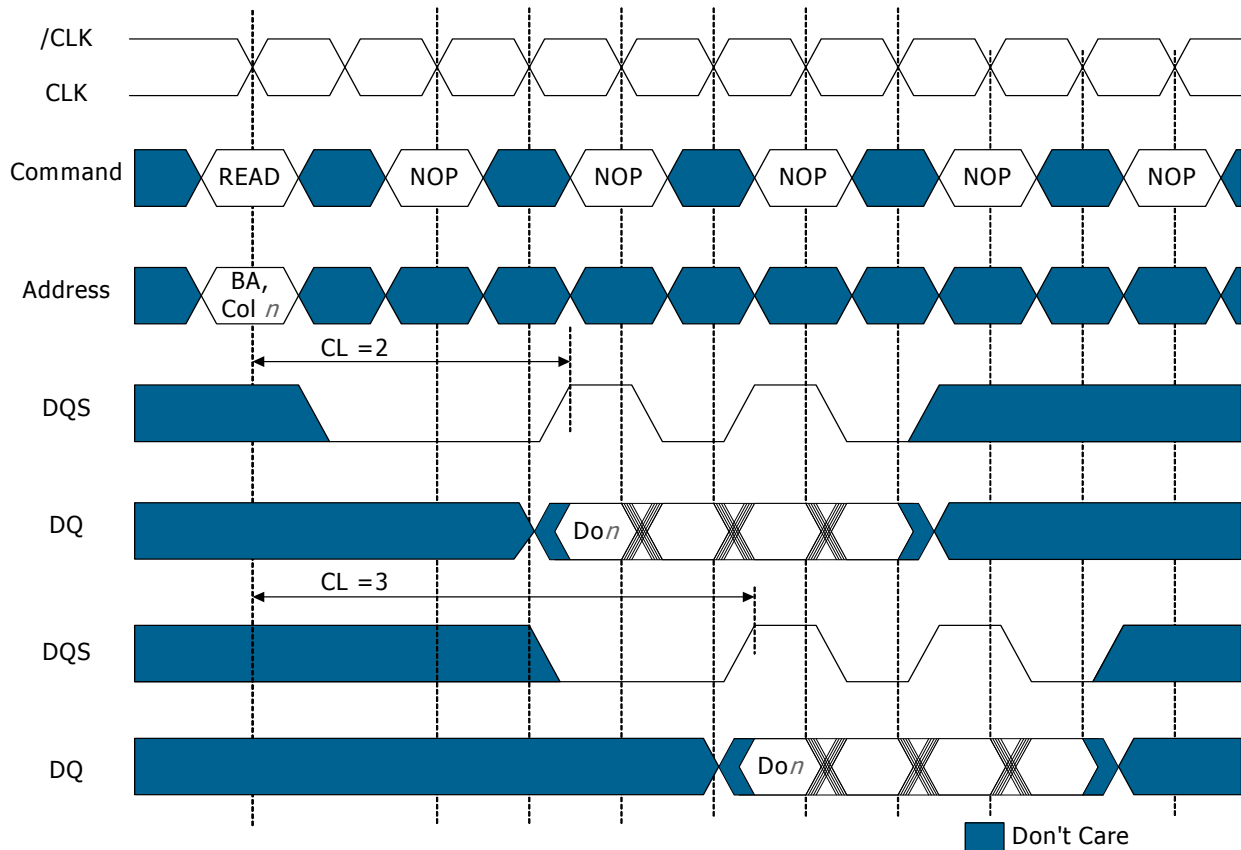 /CLK
CLK
Command
READ
NOP
NOP
NOP
NOP
NOP
Address
BA,
Col n
CL =2
DQS
DQ
Don
CL =3
DQS
DQ
Don
Don't Care